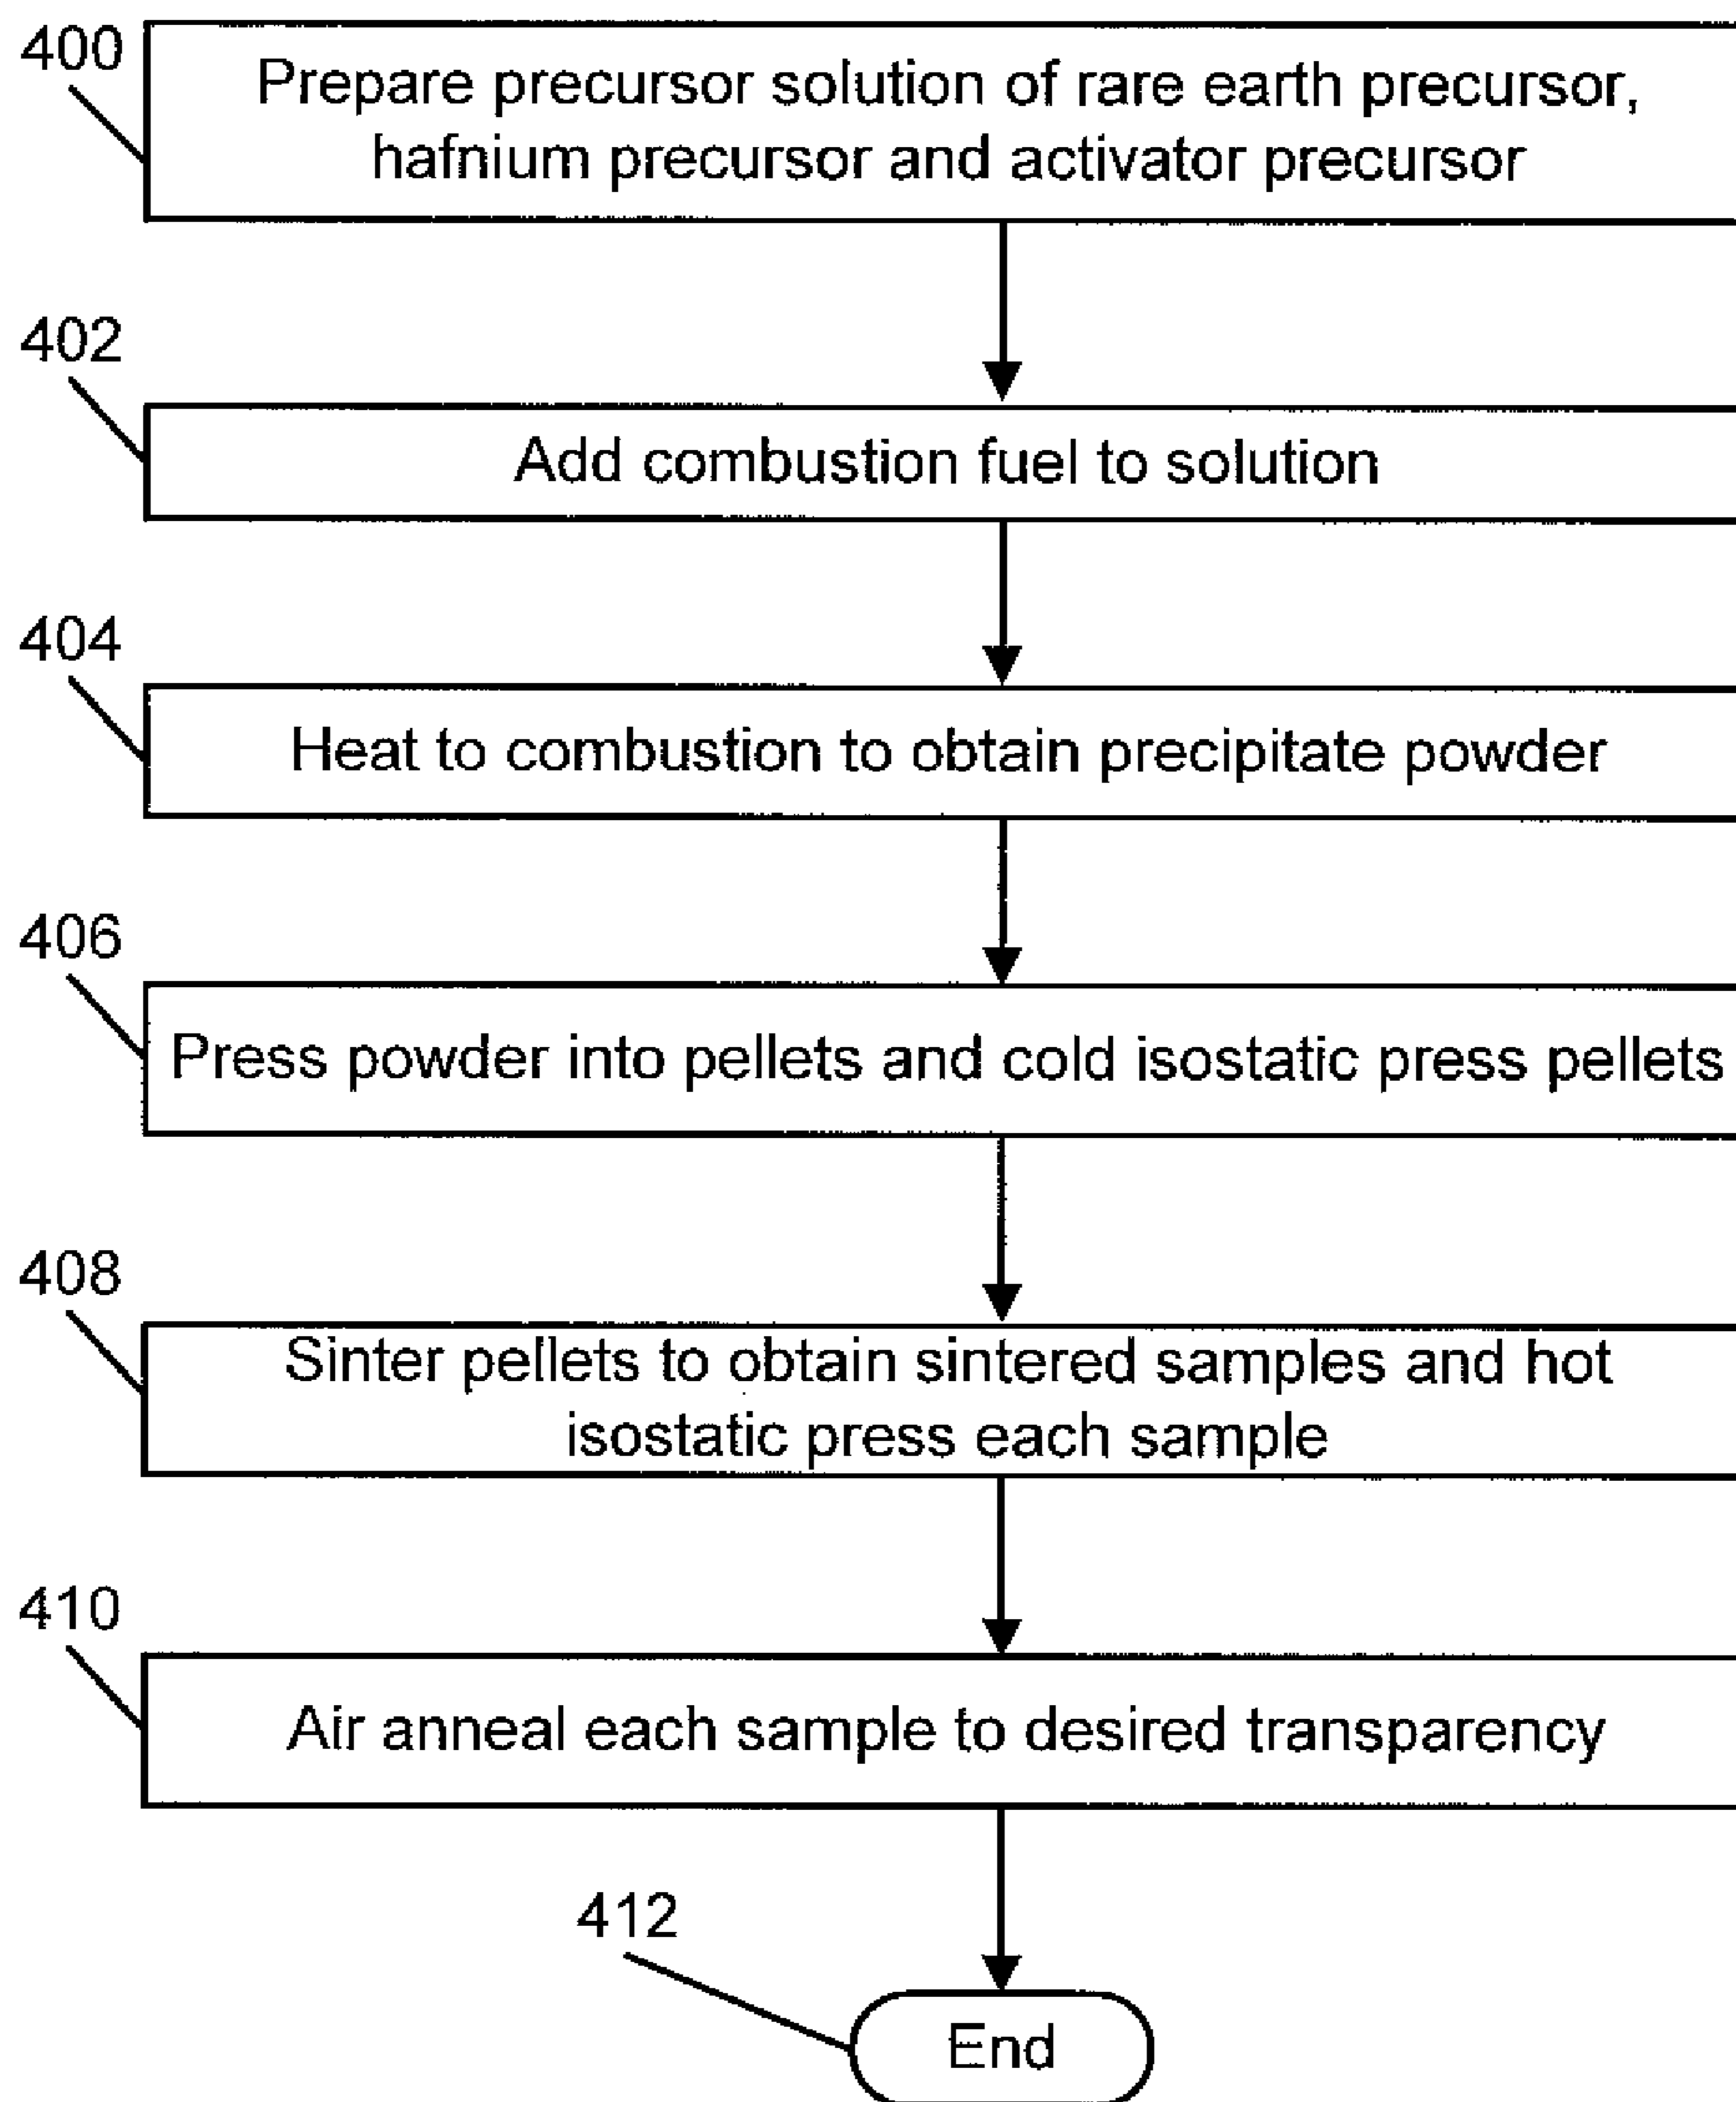 400
Prepare precursor solution of rare earth precursor,
hafnium precursor and activator precursor
402
Add combustion fuel to solution
404
Heat to combustion to obtain precipitate powder
406
Press powder into pellets and cold isostatic press pellets
408
Sinter pellets to obtain sintered samples and hot
isostatic press each sample
410
Air anneal each sample to desired transparency
412
End